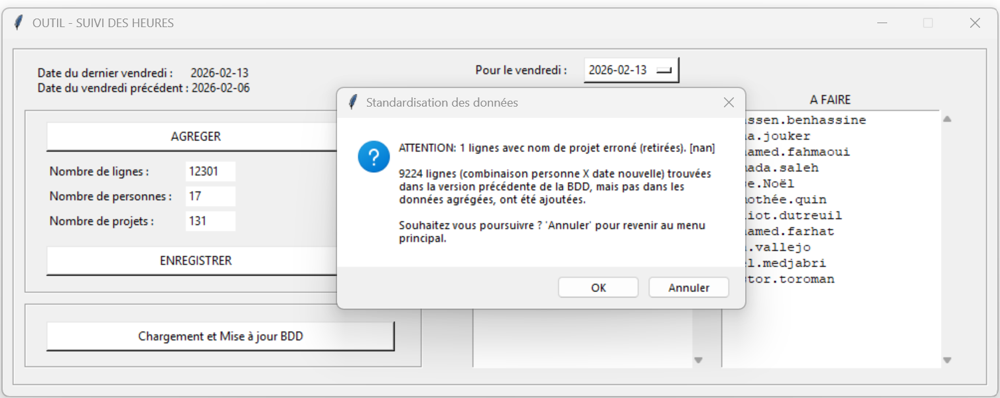 OUTIL - SUIVI DES HEURES
Date du dernier vendredi : 2026-02-13
Date du vendredi précédent : 2026-02-06
Pour le vendredi : 2026-02-13
AGREGER
Nombre de lignes : 12301
Nombre de personnes : 17
Nombre de projets : 131
ENREGISTRER
Chargement et Mise à jour BDD
Standardisation des données
ATTENTION: 1 lignes avec nom de projet erroné (retirées). [nan]
9224 lignes (combinaison personne X date nouvelle) trouvées
dans la version précédente de la BDD, mais pas dans les
données agrégées, ont été ajoutées.
Souhaitez vous poursuivre ? 'Annuler' pour revenir au menu
principal.
OK
Annuler
A FAIRE
ssen.benhassine
a.jouker
amed.fahmaoui
ada.saleh
e.Noël
othée.quin
iot.dutreuil
amed.farhat
.vallejo
l.medjabri
tor.toroman